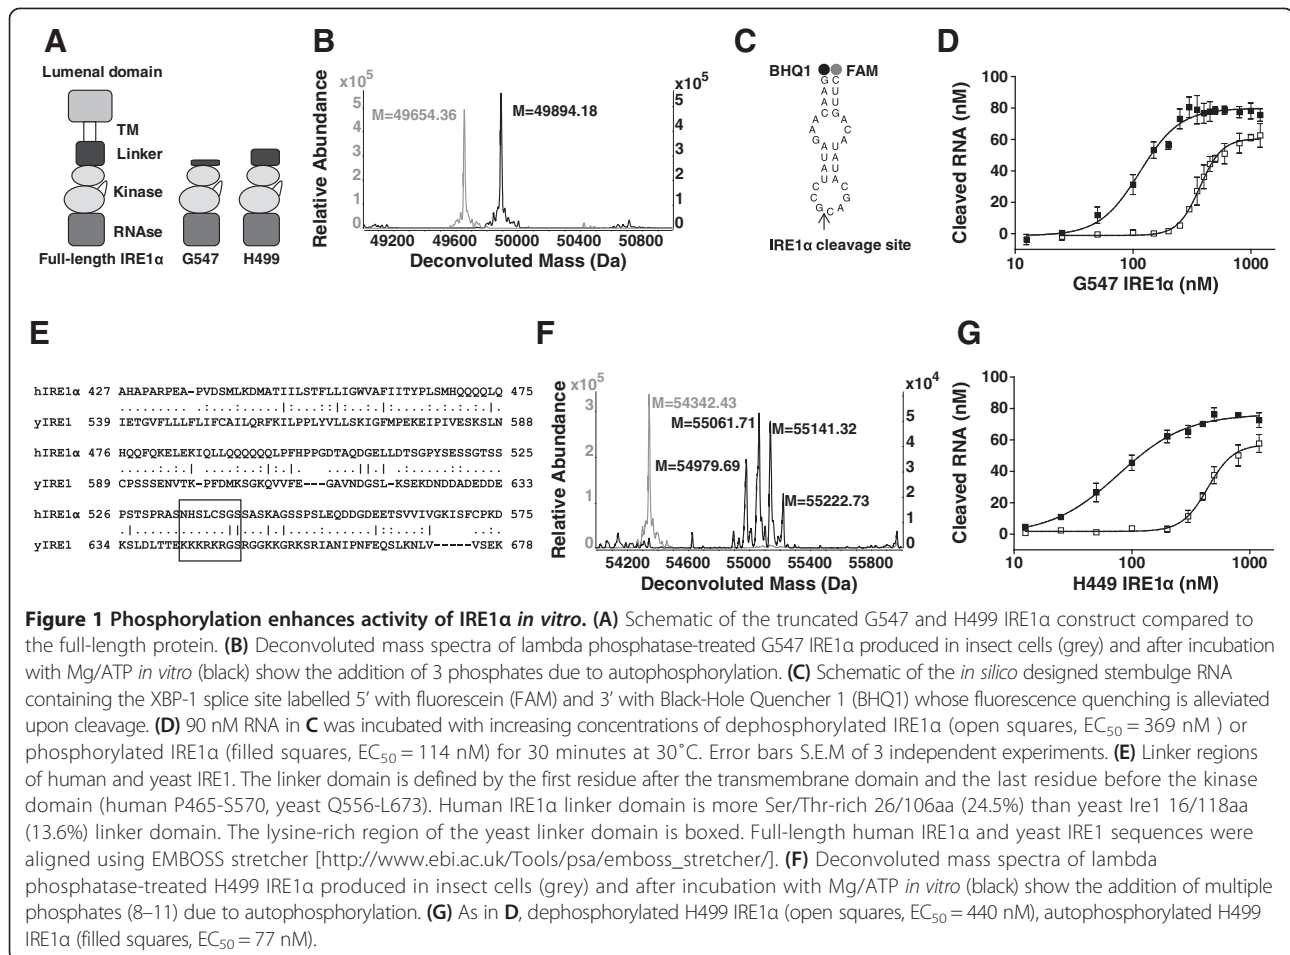 A
Lumenal domain
TM
Linker
Kinase
RNAse
Full-length IRE1α G547 H499
B
x10⁵ x10⁵
M=49654.36
M=49894.18
Relative Abundance
5 5
4 4
3 3
2 2
1 1
0 0
49200 49600 50000 50400 50800
Deconvoluted Mass (Da)
C
BHQ1 FAM
G C
A U
A U
C G
A A
A C
G A
A U
U A
A U
U A
C C
C G
G C A
IRE1α cleavage site
D
Cleaved RNA (nM)
100
80
60
40
20
0
10 100 1000
G547 IRE1α (nM)
E
hIRE1α 427 AHAPARPEA-PVDSMLKDMATIILSTFLLIGWVAFIITYPLSMHQQQQLQ 475
yIRE1 539 IETGVFLLLFLIFCAILQRFKILPPLYVLLSKIGFMPEKEIPIVESKSLN 588
hIRE1α 476 HQQFQKELEKIQLLQQQQQQLPFHPPGDTAQDGELLDTSGPYSESSGTSS 525
yIRE1 589 CPSSSENVTK-PFDMKSGKQVVFE---GAVNDGSL-KSEKDNDDADEDDE 633
hIRE1α 526 PSTSPRASNHSLCSGSSASKAGSSPSLEQDDGDEETSVVIVGKISFCPKD 575
yIRE1 634 KSLDLTTEKKKRKRGSRGGKKGRKSRIANIPNFEQSLKNLV-----VSEK 678
F
x10⁵ x10⁴
M=54342.43
M=55061.71
M=55141.32
M=54979.69
M=55222.73
Relative Abundance
3 5
2 4
1 3
0 2
1
0
54200 54600 55000 55400 55800
Deconvoluted Mass (Da)
G
Cleaved RNA (nM)
100
80
60
40
20
0
10 100 1000
H449 IRE1α (nM)
Figure 1 Phosphorylation enhances activity of IRE1α in vitro. (A) Schematic of the truncated G547 and H499 IRE1α construct compared to
the full-length protein. (B) Deconvoluted mass spectra of lambda phosphatase-treated G547 IRE1α produced in insect cells (grey) and after incubation
with Mg/ATP in vitro (black) show the addition of 3 phosphates due to autophosphorylation. (C) Schematic of the in silico designed stembulge RNA
containing the XBP-1 splice site labelled 5’ with fluorescein (FAM) and 3’ with Black-Hole Quencher 1 (BHQ1) whose fluorescence quenching is alleviated
upon cleavage. (D) 90 nM RNA in C was incubated with increasing concentrations of dephosphorylated IRE1α (open squares, EC₅₀ = 369 nM ) or
phosphorylated IRE1α (filled squares, EC₅₀ = 114 nM) for 30 minutes at 30˚C. Error bars S.E.M of 3 independent experiments. (E) Linker regions
of human and yeast IRE1. The linker domain is defined by the first residue after the transmembrane domain and the last residue before the kinase
domain (human P465-S570, yeast Q556-L673). Human IRE1α linker domain is more Ser/Thr-rich 26/106aa (24.5%) than yeast Ire1 16/118aa
(13.6%) linker domain. The lysine-rich region of the yeast linker domain is boxed. Full-length human IRE1α and yeast IRE1 sequences were
aligned using EMBOSS stretcher [http://www.ebi.ac.uk/Tools/psa/emboss_stretcher/]. (F) Deconvoluted mass spectra of lambda
phosphatase-treated H499 IRE1α produced in insect cells (grey) and after incubation with Mg/ATP in vitro (black) show the addition of multiple
phosphates (8–11) due to autophosphorylation. (G) As in D, dephosphorylated H499 IRE1α (open squares, EC₅₀ = 440 nM), autophosphorylated H499
IRE1α (filled squares, EC₅₀ = 77 nM).